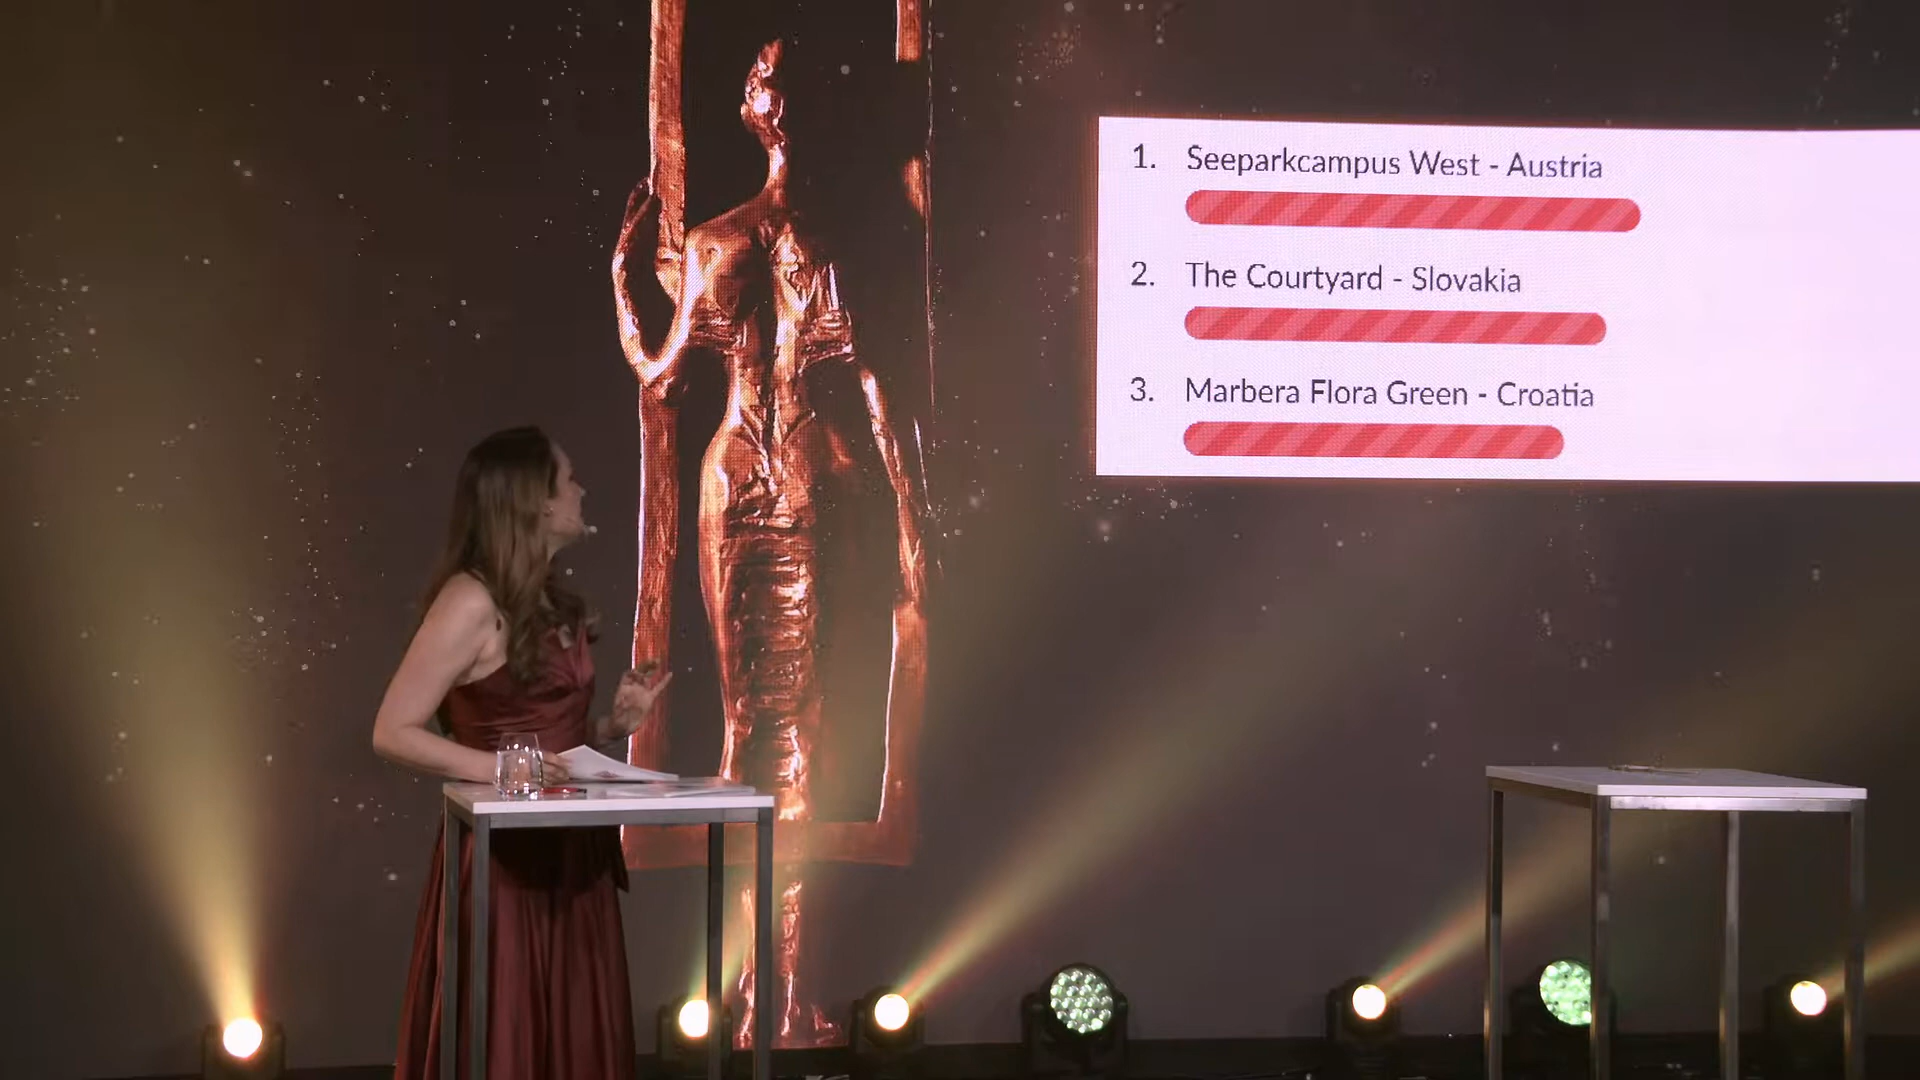 1. Seeparkcampus West - Austria
2. The Courtyard - Slovakia
3. Marbera Flora Green - Croatia